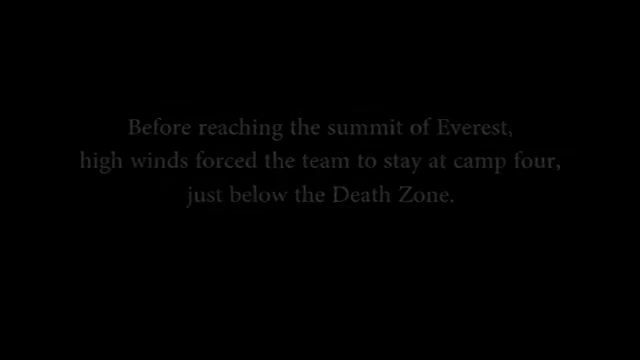 Before reaching the summit of Everest,
high winds forced the team to stay at camp four,
just below the Death Zone.